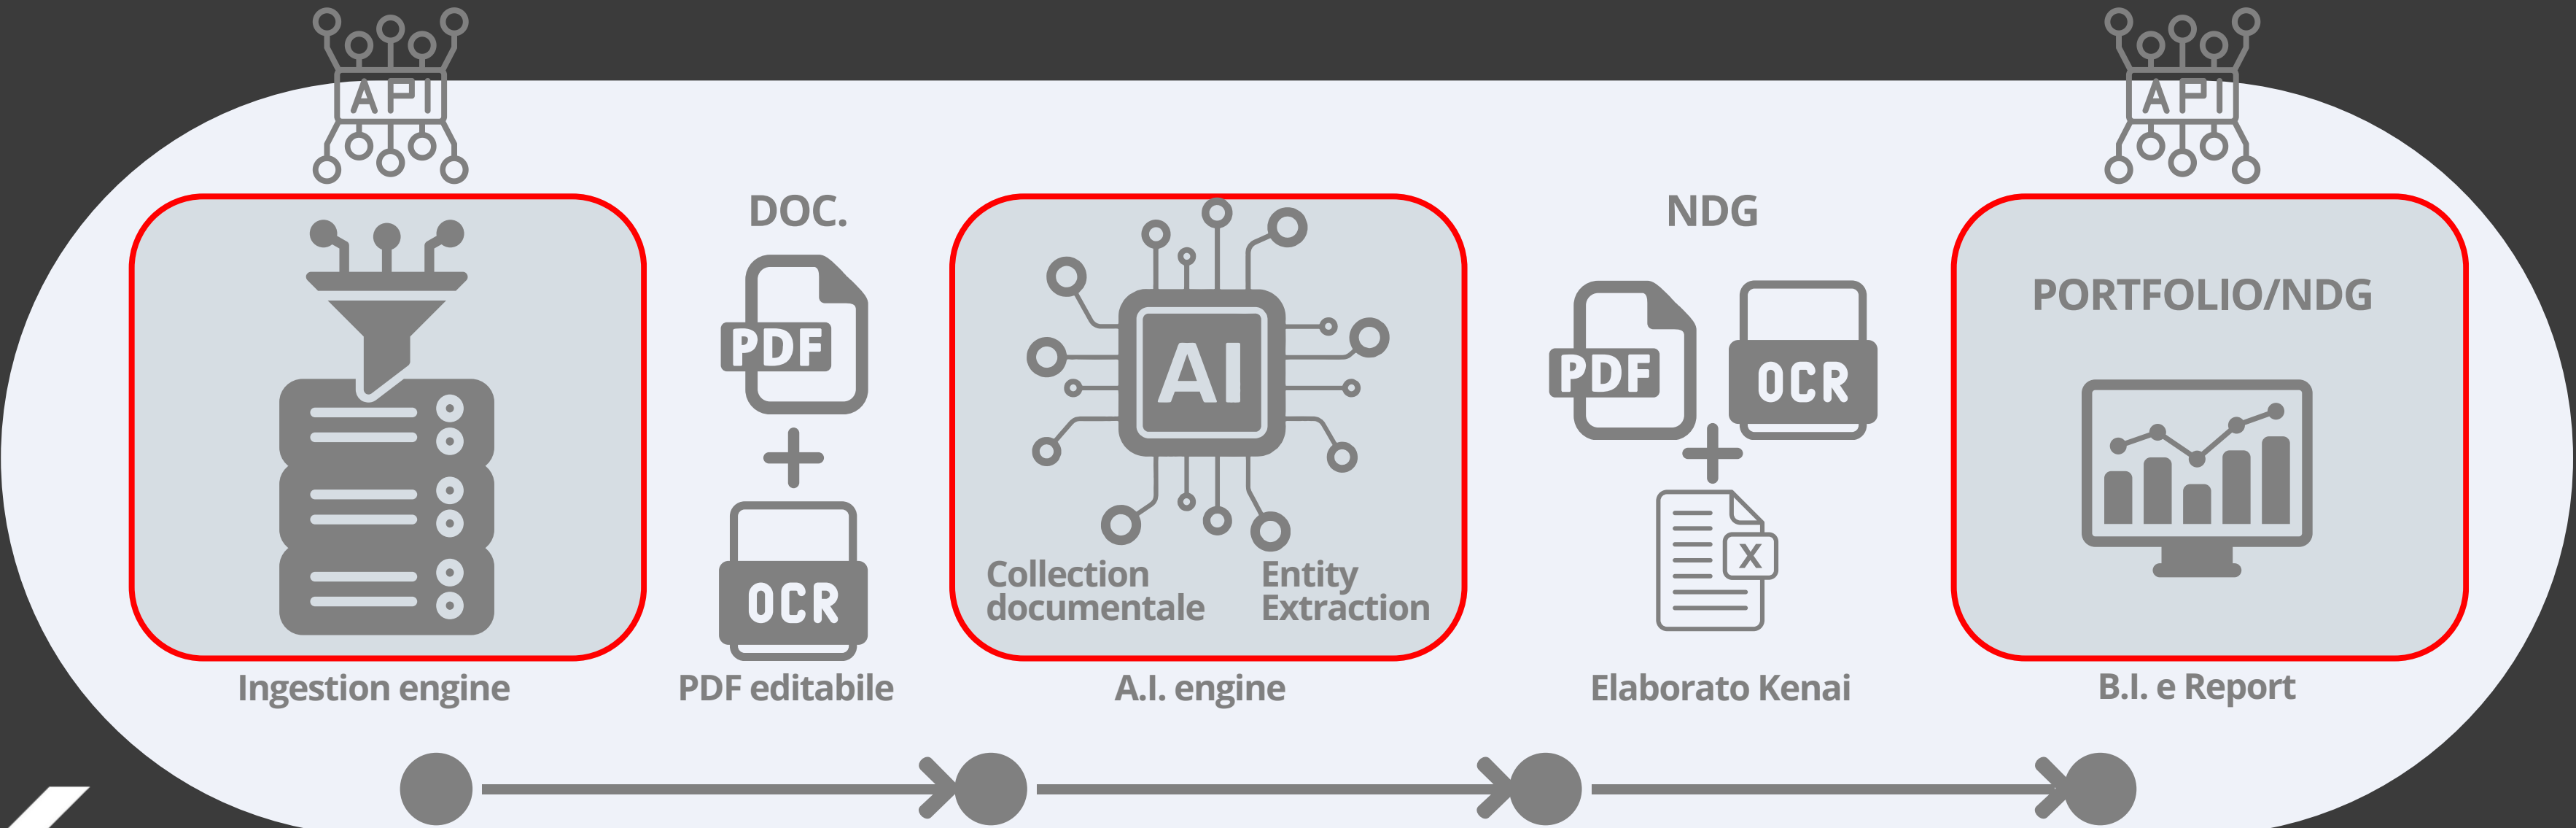 API
API
DOC.
PDF
OCR
PDF editabile
Ingestion engine
AI
Collection
documentale
Entity
Extraction
A.I. engine
NDG
PDF
OCR
X
Elaborato Kenai
PORTFOLIO/NDG
B.I. e Report